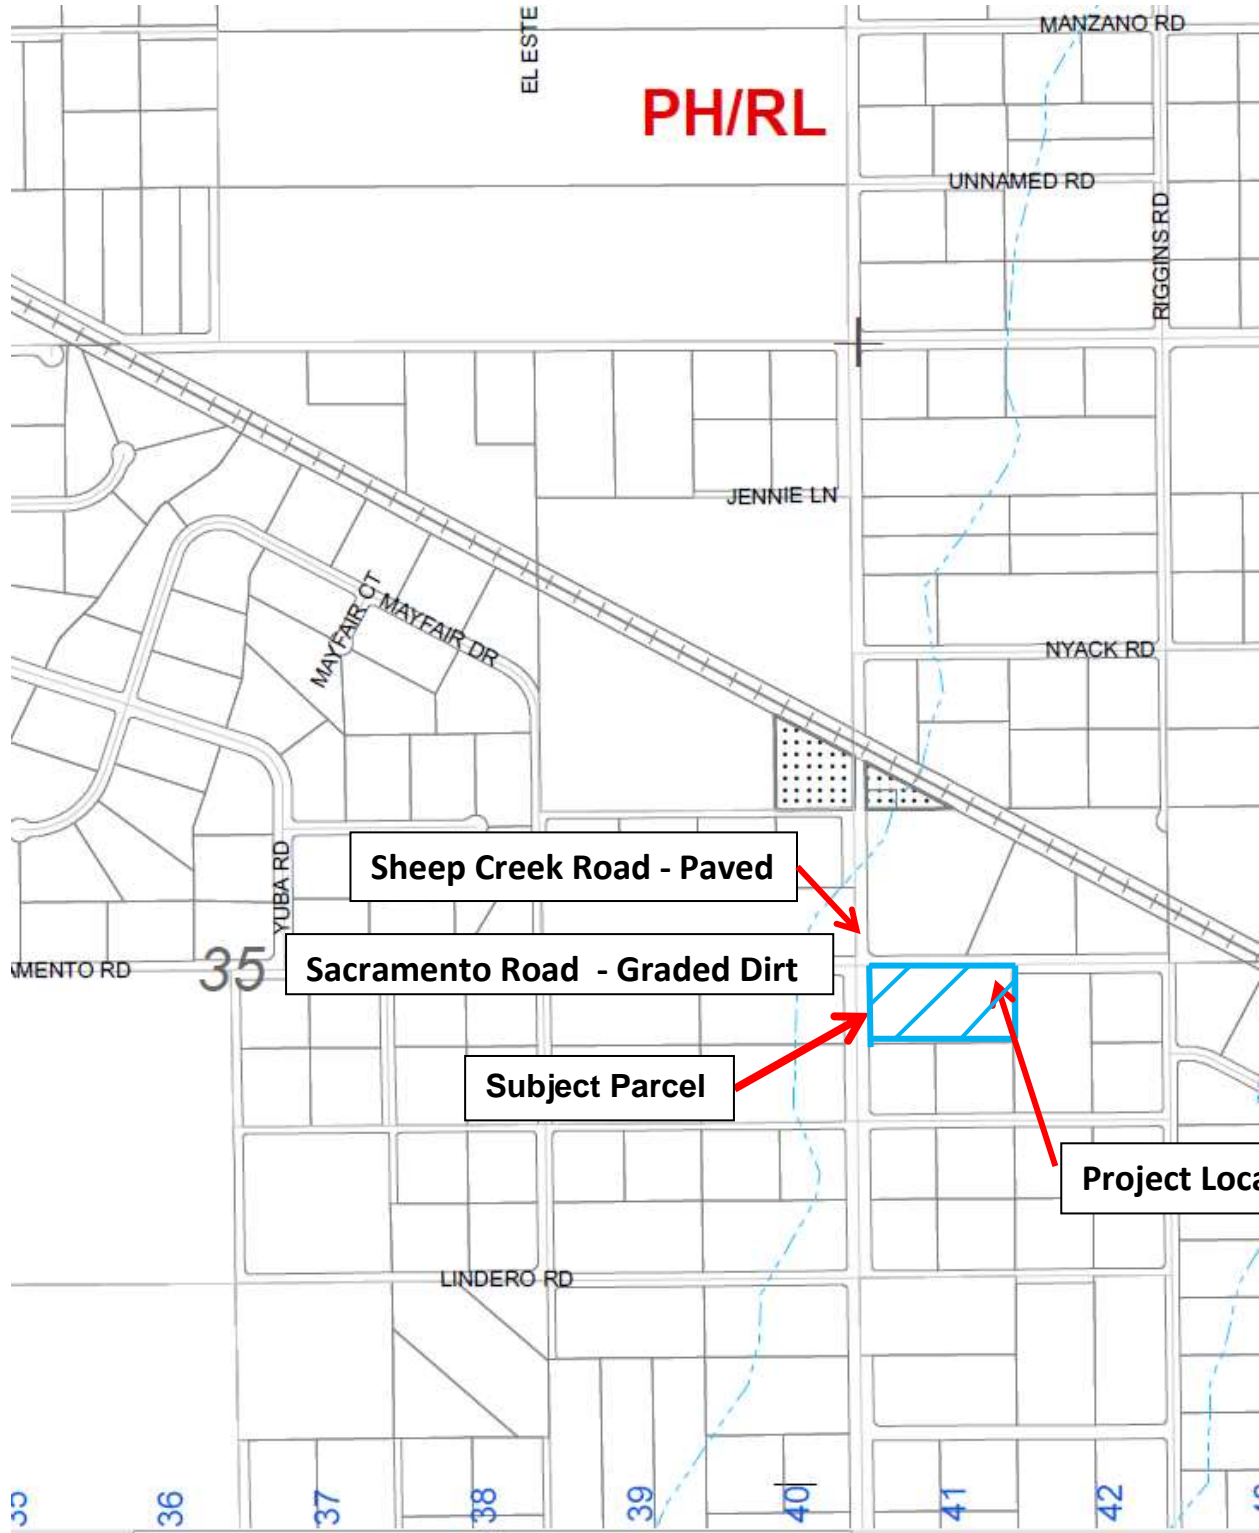 EL ESTE
MANZANO RD
PH/RL
UNNAMED RD
RIGGINS RD
JENNIE LN
MAYFAIR CT
MAYFAIR DR
NYACK RD
YUBA RD
Sheep Creek Road - Paved
AMENTO RD
35
Sacramento Road - Graded Dirt
Subject Parcel
Project Loca
LINDERO RD
35
36
37
38
39
40
41
42